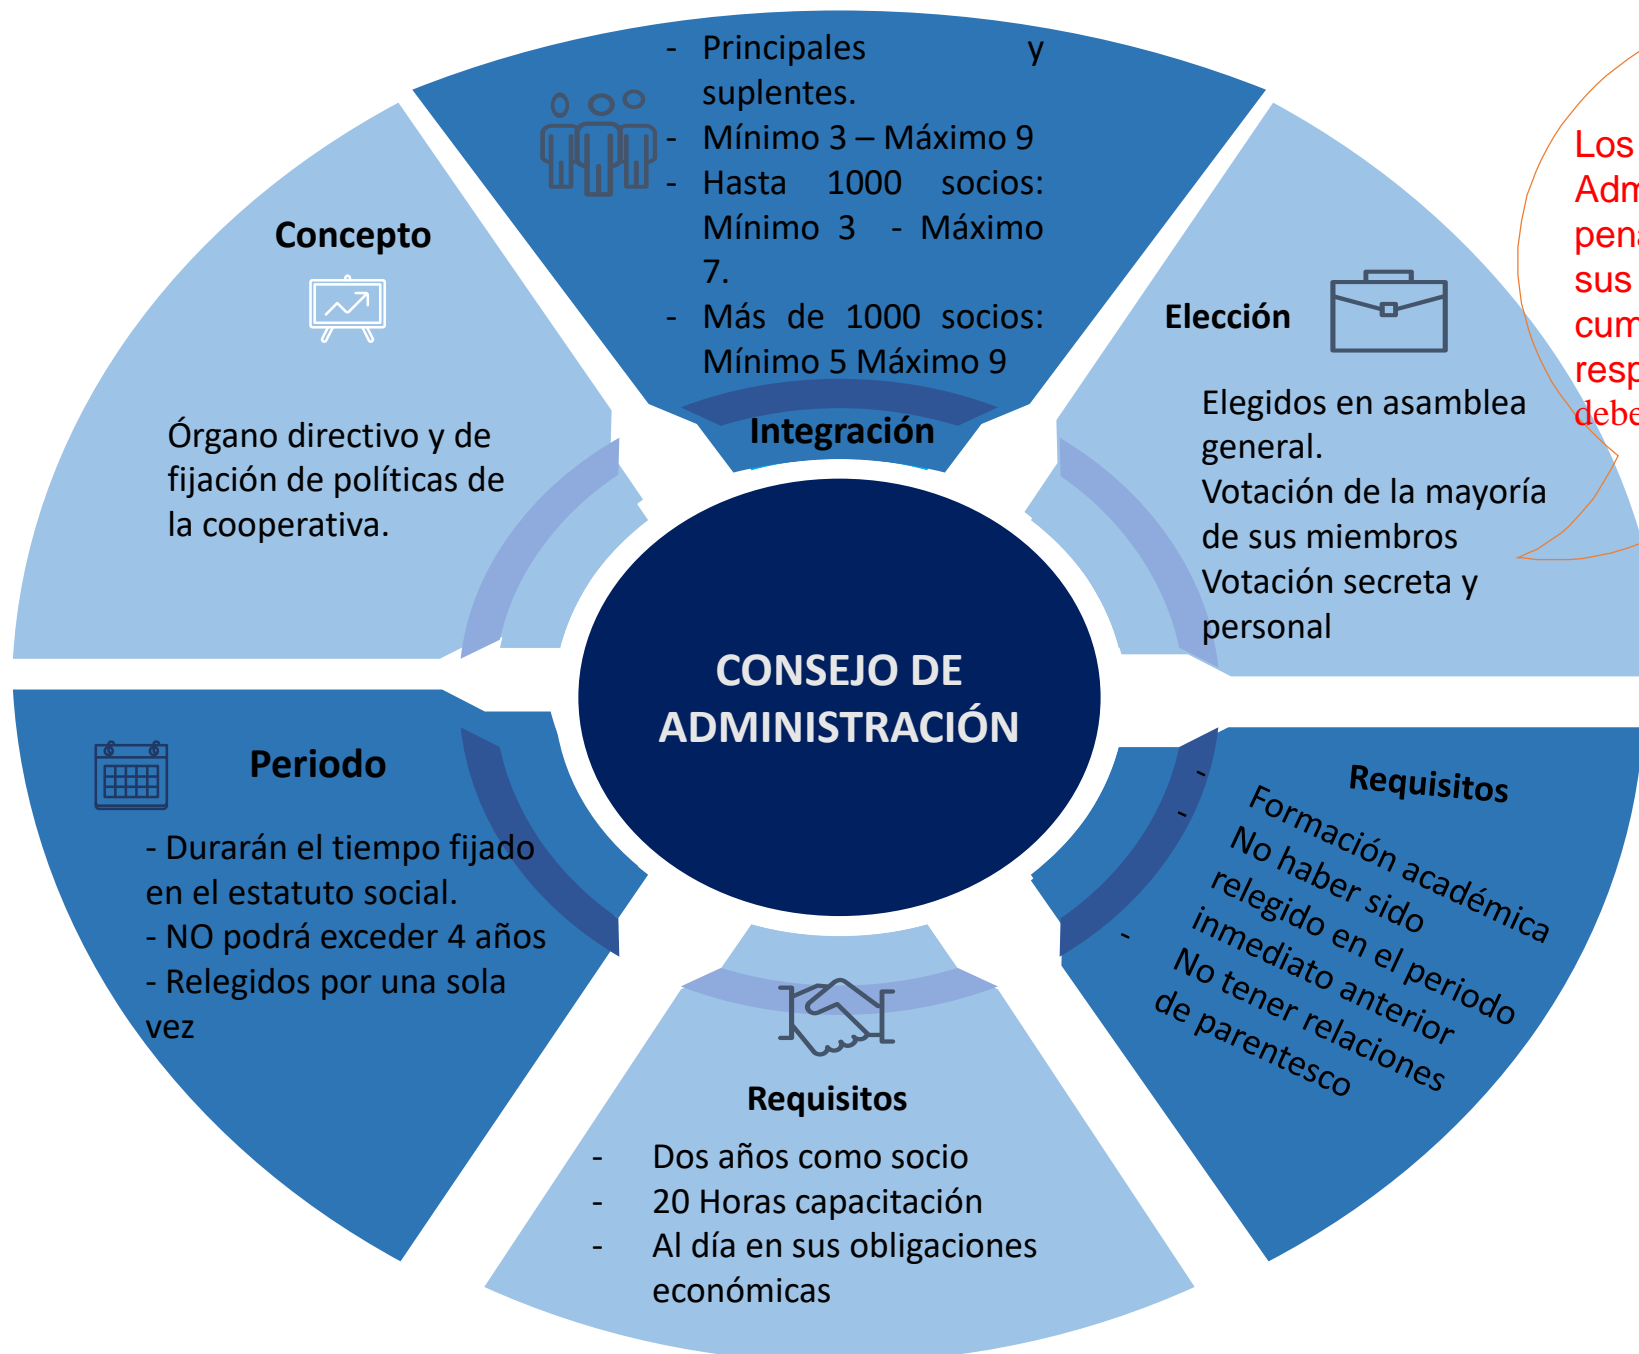 - Principales y
suplentes.
- Mínimo 3 – Máximo 9
- Hasta 1000 socios:
Mínimo 3 - Máximo
7.
- Más de 1000 socios:
Mínimo 5 Máximo 9
Integración
Concepto
Órgano directivo y de
fijación de políticas de
la cooperativa.
Elección
Elegidos en asamblea
general.
Votación de la mayoría
de sus miembros
Votación secreta y
personal
Los
sus
CONSEJO DE
ADMINISTRACIÓN
Periodo
- Durarán el tiempo fijado
en el estatuto social.
- NO podrá exceder 4 años
- Relegidos por una sola
vez
Requisitos
- Formación académica
- No haber sido
relegido en el periodo
inmediato anterior
- No tener relaciones
de parentesco
Requisitos
- Dos años como socio
- 20 Horas capacitación
- Al día en sus obligaciones
económicas